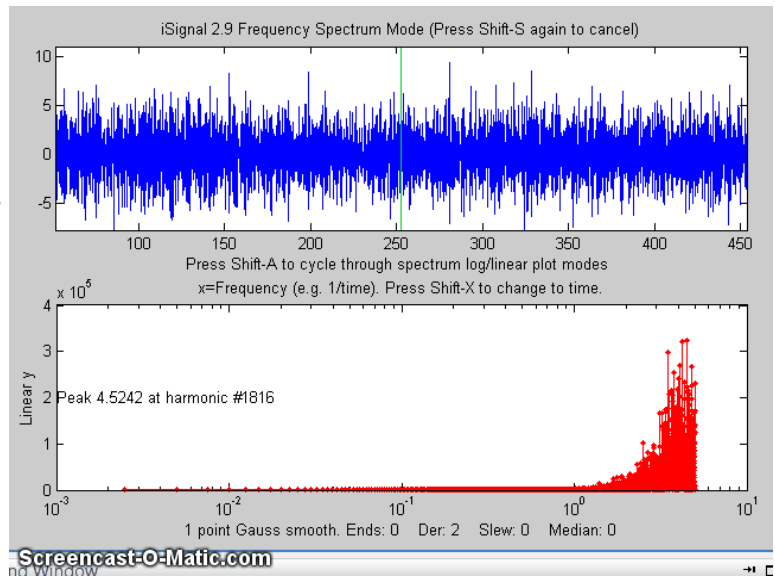 iSignal 2.9 Frequency Spectrum Mode (Press Shift-S again to cancel)
10
5
0
-5
100 150 200 250 300 350 400 450
Press Shift-A to cycle through spectrum log/linear plot modes
x 10^5
x=Frequency (e.g. 1/time). Press Shift-X to change to time.
4
3
2
1
0
Linear y
Peak 4.5242 at harmonic #1816
10^-3 10^-2 10^-1 10^0 10^1
1 point Gauss smooth. Ends: 0 Der: 2 Slew: 0 Median: 0
Screencast-O-Matic.com
Window